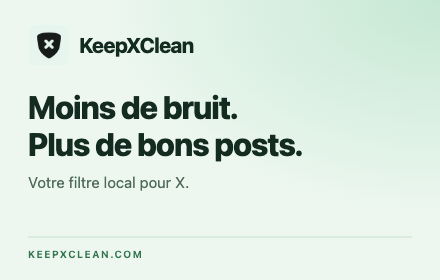 KeepXClean
Moins de bruit.
Plus de bons posts.
Votre filtre local pour X.
KEEPXCLEAN.COM